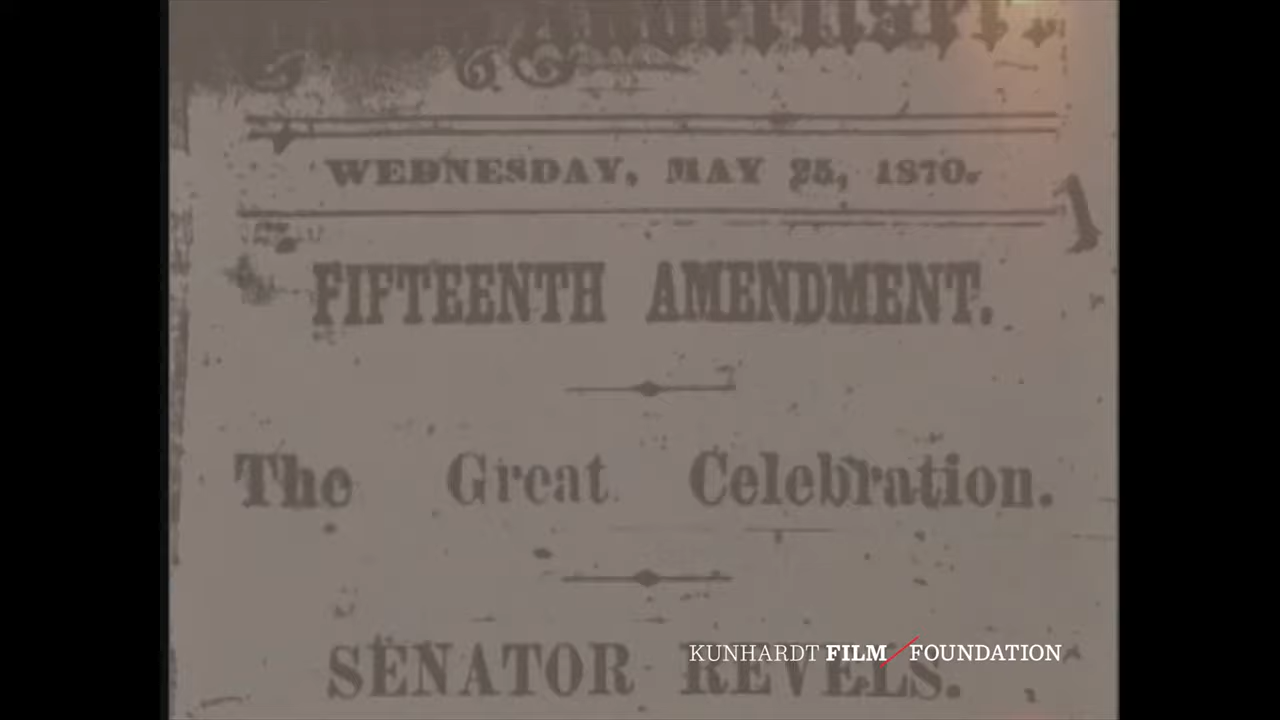 WEDNESDAY, MAY 25, 1870.
FIFTEENTH AMENDMENT.
The Great Celebration.
SENATOR REVELS.
KUNHARDT FILM FOUNDATION